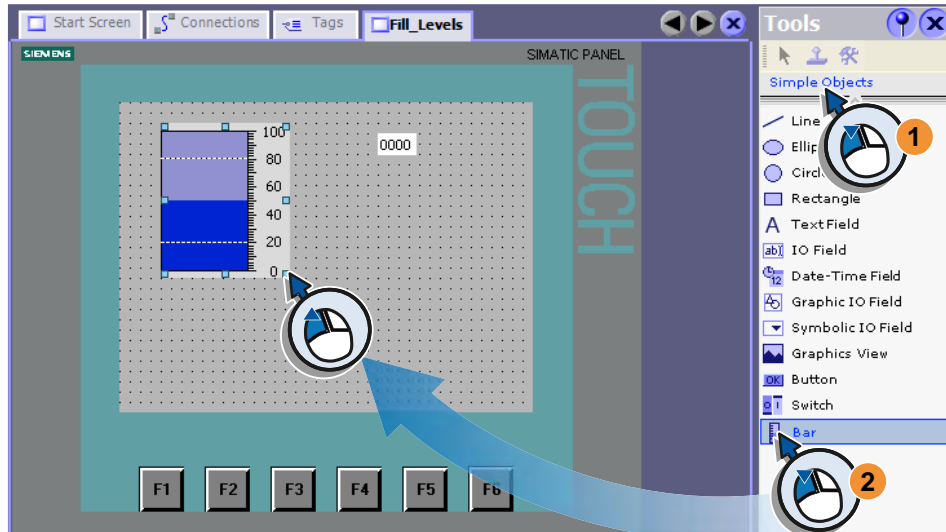 Start Screen
Connections
Tags
Fill_Levels
Tools
SIEMENS
SIMATIC PANEL
TOUCH
Simple Objects
1
Line
Rectangle
Text Field
IO Field
Date-Time Field
Graphic IO Field
Symbolic IO Field
Graphics View
OK Button
Switch
Bar
2
100
80
60
40
20
0
0000
F1
F2
F3
F4
F5
F6